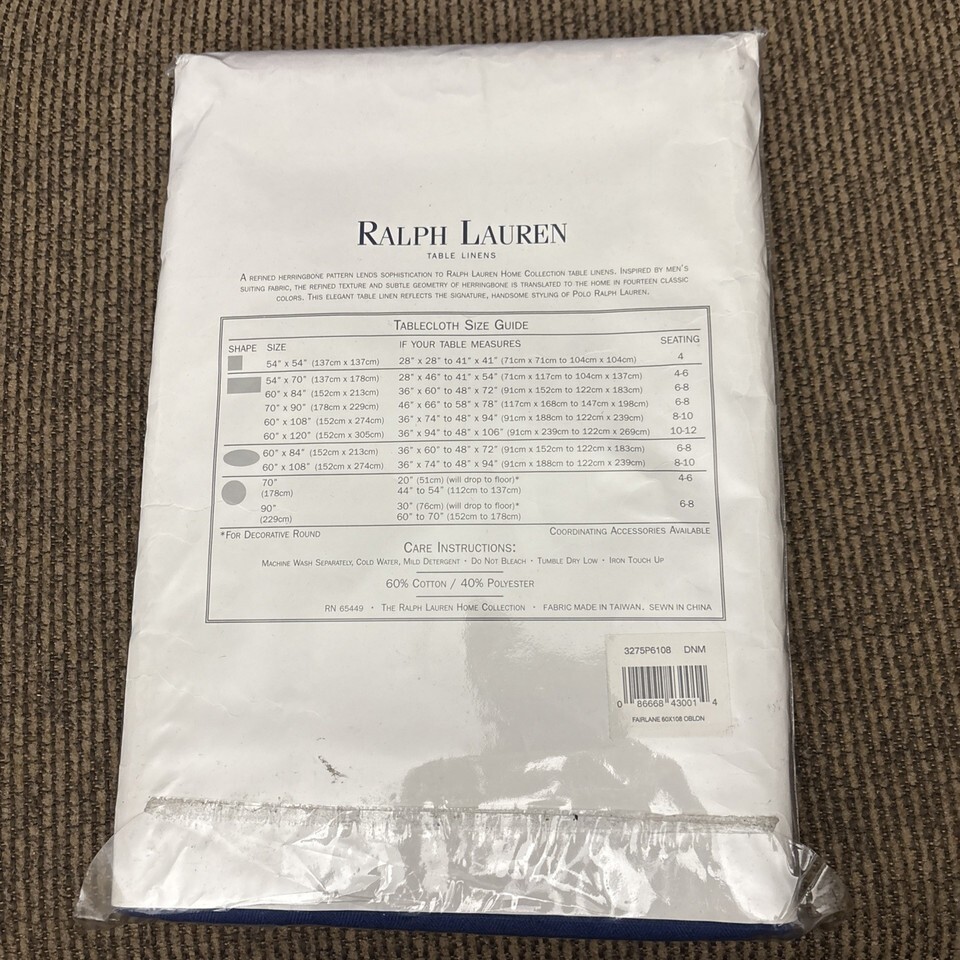 RALPH LAUREN
TABLE LINENS
A REFINED HERRINGBONE PATTERN LENDS SOPHISTICATION TO RALPH LAUREN HOME COLLECTION TABLE LINENS. INSPIRED BY MEN'S
SUITING FABRIC, THE REFINED TEXTURE AND SUBTLE GEOMETRY OF HERRINGBONE IS TRANSLATED TO THE HOME IN FOURTEEN CLASSIC
COLORS. THIS ELEGANT TABLE LINEN REFLECTS THE SIGNATURE, HANDSOME STYLING OF POLO RALPH LAUREN.
TABLECLOTH SIZE GUIDE
SHAPE SIZE IF YOUR TABLE MEASURES SEATING
54" x 54" (137cm x 137cm) 28" x 28" to 41" x 41" (71cm x 71cm to 104cm x 104cm) 4
54" x 70" (137cm x 178cm) 28" x 46" to 41" x 54" (71cm x 117cm to 104cm x 137cm) 4-6
60" x 84" (152cm x 213cm) 36" x 60" to 48" x 72" (91cm x 152cm to 122cm x 183cm) 6-8
70" x 90" (178cm x 229cm) 46" x 66" to 58" x 78" (117cm x 168cm to 147cm x 198cm) 6-8
60" x 108" (152cm x 274cm) 36" x 74" to 48" x 94" (91cm x 188cm to 122cm x 239cm) 8-10
60" x 120" (152cm x 305cm) 36" x 94" to 48" x 106" (91cm x 239cm to 122cm x 269cm) 10-12
60" x 84" (152cm x 213cm) 36" x 60" to 48" x 72" (91cm x 152cm to 122cm x 183cm) 6-8
60" x 108" (152cm x 274cm) 36" x 74" to 48" x 94" (91cm x 188cm to 122cm x 239cm) 8-10
70" 20" (51cm) (will drop to floor)* 4-6
(178cm) 44" to 54" (112cm to 137cm)
90" 30" (76cm) (will drop to floor)* 6-8
(229cm) 60" to 70" (152cm to 178cm)
*FOR DECORATIVE ROUND COORDINATING ACCESSORIES AVAILABLE
CARE INSTRUCTIONS:
MACHINE WASH SEPARATELY, COLD WATER, MILD DETERGENT • DO NOT BLEACH • TUMBLE DRY LOW • IRON TOUCH UP
60% COTTON / 40% POLYESTER
RN 65449 • THE RALPH LAUREN HOME COLLECTION • FABRIC MADE IN TAIWAN. SEWN IN CHINA
3275P6108 DNM
0 86668 43001 4
FAIRLANE 60X108 OBLON